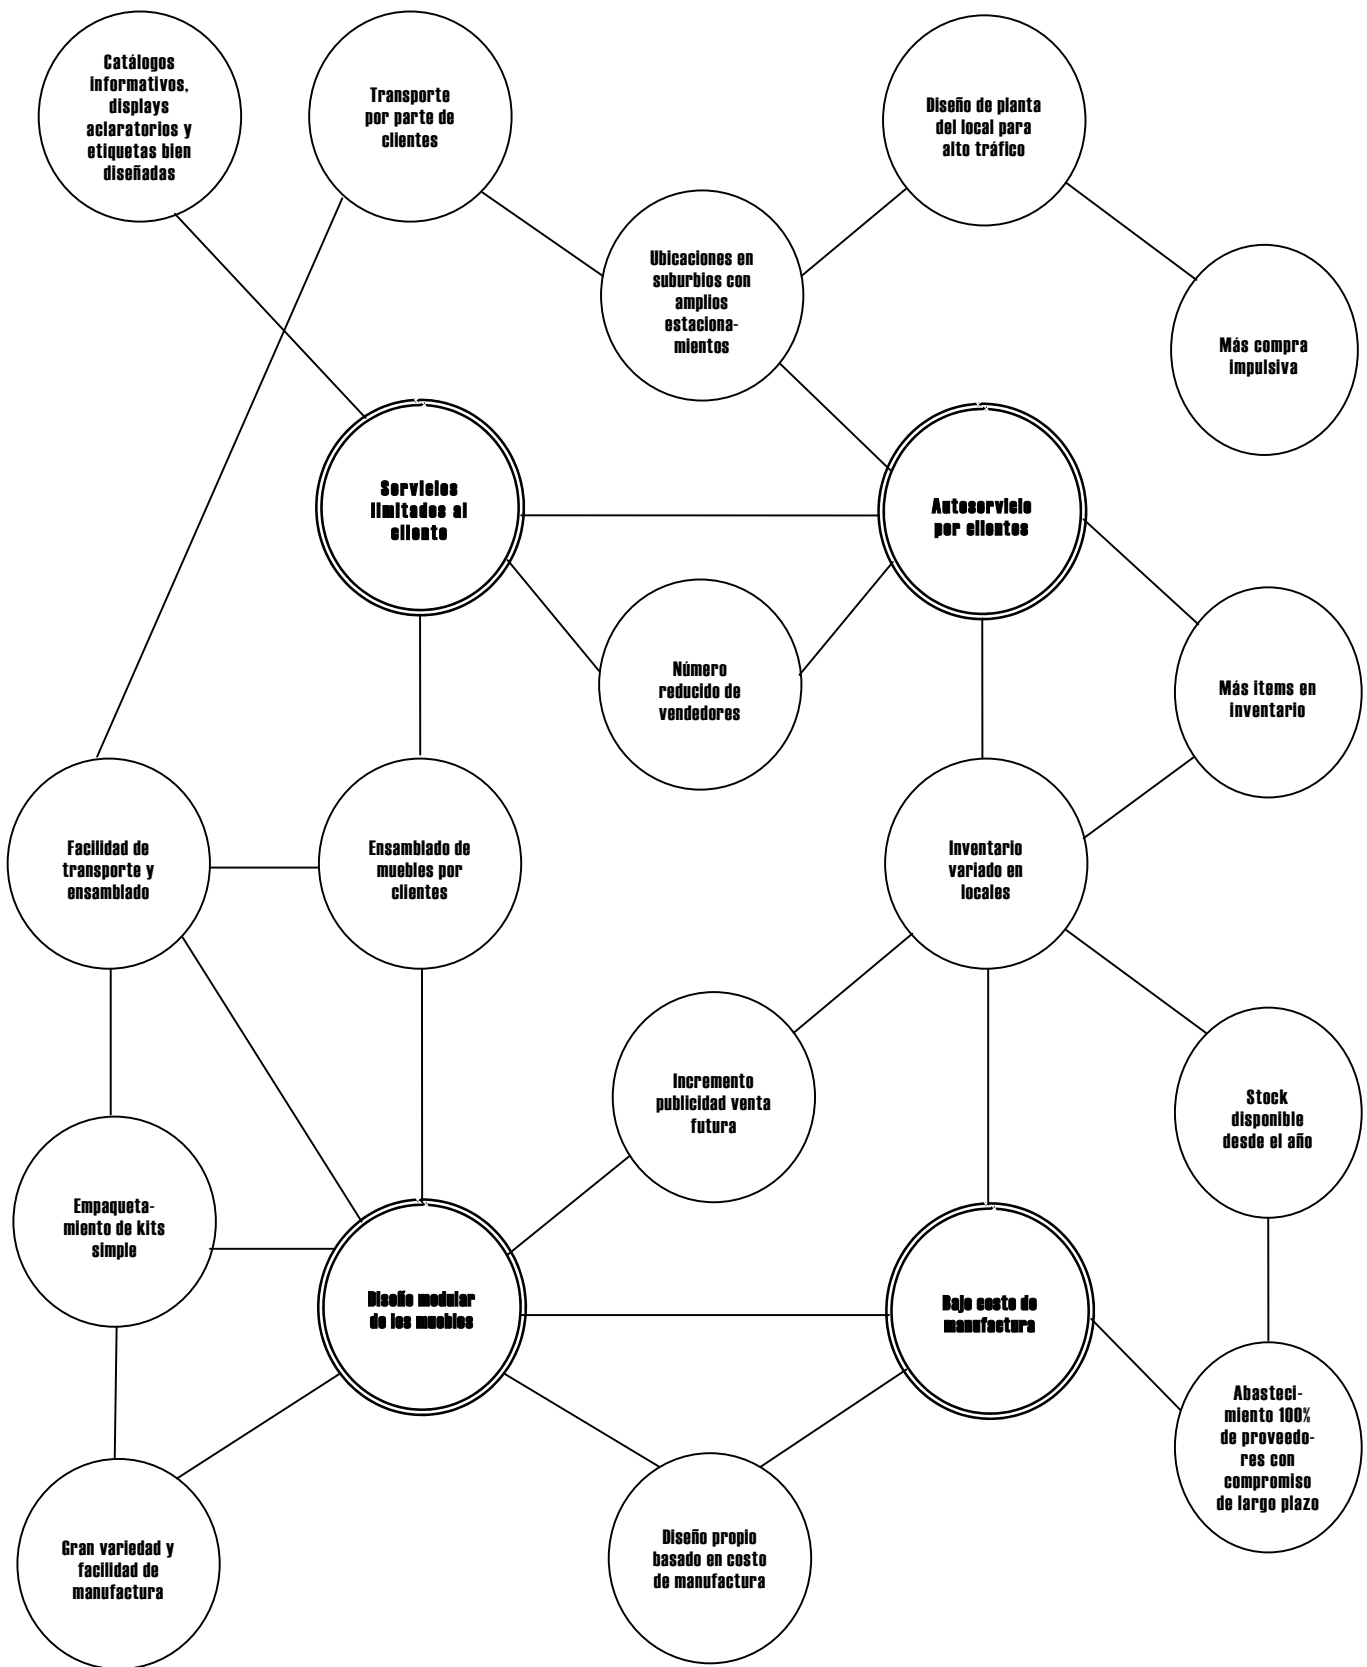 Catálogos
informativos,
displays
aclaratorios y
etiquetas bien
diseñadas
Transporte
por parte de
clientes
Diseño de planta
del local para
alto tráfico
Ubicaciones en
suburbios con
amplios
estaciona-
mientos
Más compra
impulsiva
Servicios
limitados al
cliente
Autoservicio
por clientes
Número
reducido de
vendedores
Más items en
inventario
Facilidad de
transporte y
ensamblado
Ensamblado de
muebles por
clientes
Inventario
variado en
locales
Incremento
publicidad venta
futura
Stock
disponible
desde el año
Empaqueta-
miento de kits
simple
Diseño modular
de los muebles
Bajo costo de
manufactura
Abasteci-
miento 100%
de proveedo-
res con
compromiso
de largo plazo
Gran variedad y
facilidad de
manufactura
Diseño propio
basado en costo
de manufactura